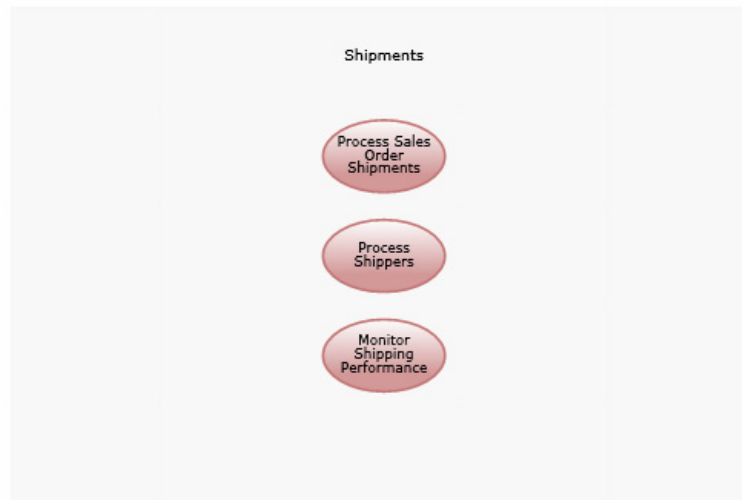 Shipments
Process Sales
Order
Shipments
Process
Shippers
Monitor
Shipping
Performance